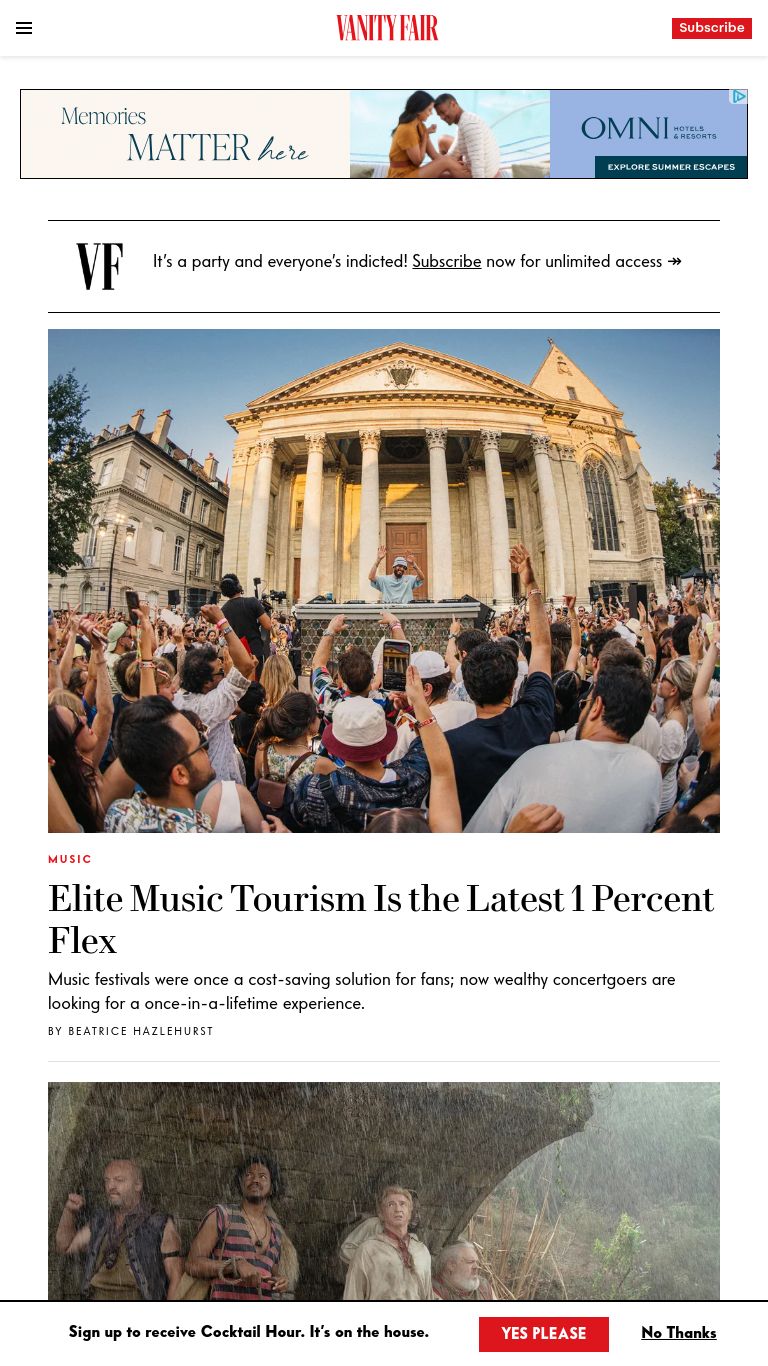 VANITY FAIR
Subscribe
Memories
MATTER here
OMNI HOTELS & RESORTS
EXPLORE SUMMER ESCAPES
VF
It's a party and everyone's indicted! Subscribe now for unlimited access ↠
MUSIC
Elite Music Tourism Is the Latest 1 Percent
Flex
Music festivals were once a cost-saving solution for fans; now wealthy concertgoers are
looking for a once-in-a-lifetime experience.
BY BEATRICE HAZLEHURST
Sign up to receive Cocktail Hour. It's on the house.
YES PLEASE
No Thanks